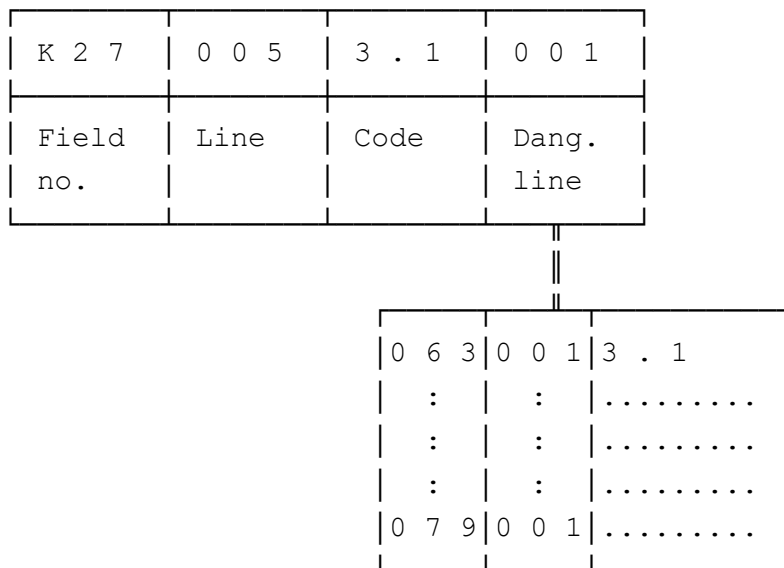 K 2 7 0 0 5 3 . 1 0 0 1
Field no. Line Code Dang. line
0 6 3 0 0 1 3 . 1
: : .........
: : .........
: : .........
0 7 9 0 0 1 .........